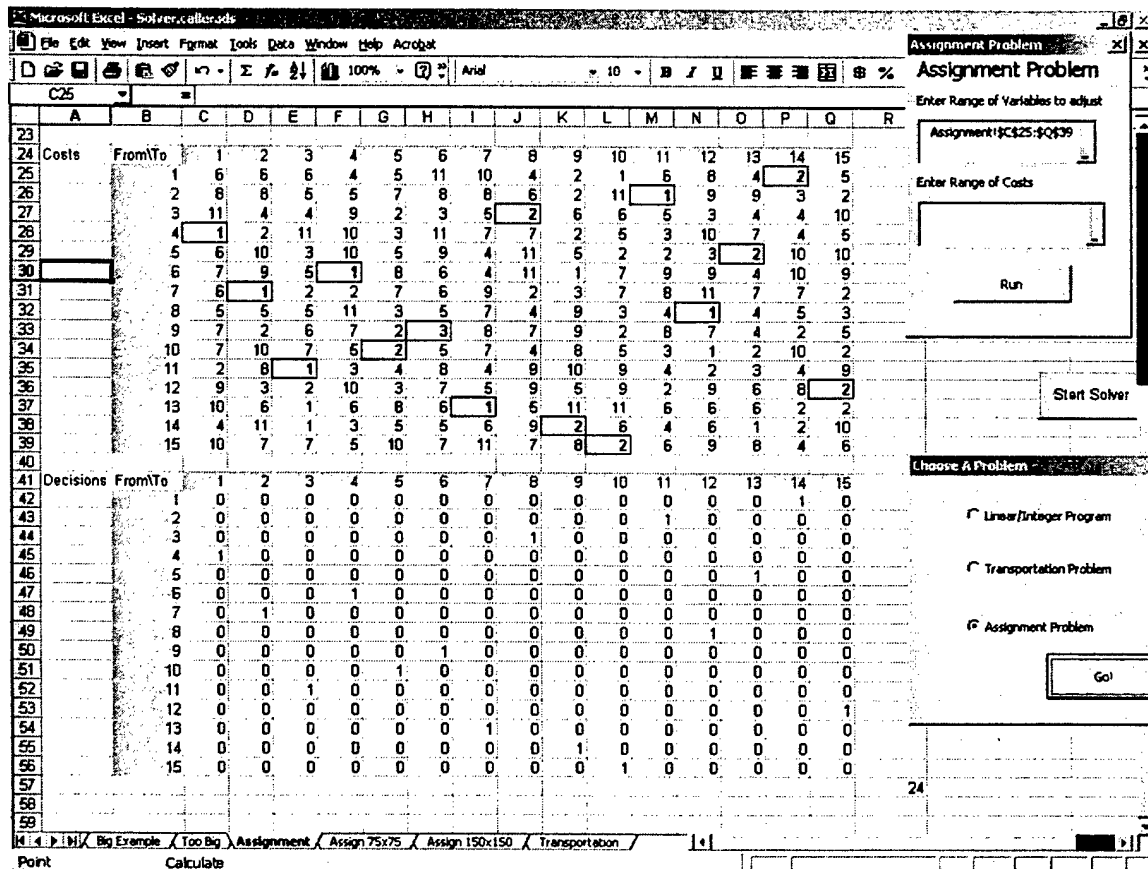 Microsoft Excel - Solver.caller.xls
File Edit View Insert Format Tools Data Window Help Acrobat
100% Arial 10 B I U $ %
C25 =
A B C D E F G H I J K L M N O P Q R
23
24 Costs From\To 1 2 3 4 5 6 7 8 9 10 11 12 13 14 15
25 1 6 6 6 4 5 11 10 4 2 1 6 8 4 2 5
26 2 8 8 5 5 7 8 8 6 2 11 1 9 9 3 2
27 3 11 4 4 9 2 3 5 2 6 6 5 3 4 4 10
28 4 1 2 11 10 3 11 7 7 2 5 3 10 7 4 5
29 5 6 10 3 10 5 9 4 11 5 2 2 3 2 10 10
30 6 7 9 5 1 8 6 4 11 1 7 9 9 4 10 9
31 7 6 1 2 2 7 6 9 2 3 7 8 11 7 7 2
32 8 5 5 5 11 3 5 7 4 9 3 4 1 4 5 3
33 9 7 2 6 7 2 3 8 7 9 2 8 7 4 2 5
34 10 7 10 7 5 2 5 7 4 8 5 3 1 2 10 2
35 11 2 8 1 3 4 8 4 9 10 9 4 2 3 4 9
36 12 9 3 2 10 3 7 5 9 5 9 2 9 6 8 2
37 13 10 6 1 6 8 6 1 5 11 11 6 6 6 2 2
38 14 4 11 1 3 5 5 6 9 2 6 4 6 1 2 10
39 15 10 7 7 5 10 7 11 7 8 2 6 9 8 4 6
40
41 Decisions From\To 1 2 3 4 5 6 7 8 9 10 11 12 13 14 15
42 1 0 0 0 0 0 0 0 0 0 0 0 0 0 1 0
43 2 0 0 0 0 0 0 0 0 0 0 1 0 0 0 0
44 3 0 0 0 0 0 0 0 1 0 0 0 0 0 0 0
45 4 1 0 0 0 0 0 0 0 0 0 0 0 0 0 0
46 5 0 0 0 0 0 0 0 0 0 0 0 0 1 0 0
47 6 0 0 0 1 0 0 0 0 0 0 0 0 0 0 0
48 7 0 1 0 0 0 0 0 0 0 0 0 0 0 0 0
49 8 0 0 0 0 0 0 0 0 0 0 0 1 0 0 0
50 9 0 0 0 0 0 1 0 0 0 0 0 0 0 0 0
51 10 0 0 0 0 1 0 0 0 0 0 0 0 0 0 0
52 11 0 0 1 0 0 0 0 0 0 0 0 0 0 0 0
53 12 0 0 0 0 0 0 0 0 0 0 0 0 0 0 1
54 13 0 0 0 0 0 0 1 0 0 0 0 0 0 0 0
55 14 0 0 0 0 0 0 0 0 1 0 0 0 0 0 0
56 15 0 0 0 0 0 0 0 0 0 1 0 0 0 0 0
57 24
58
59
Big Example Too Big Assignment Assign 75x75 Assign 150x150 Transportation
Point Calculate
Assignment Problem
Assignment Problem
Enter Range of Variables to adjust
Assignment!$C$25:$Q$39
Enter Range of Costs
Run
Start Solver
Choose A Problem
Linear/Integer Program
Transportation Problem
Assignment Problem
Go!